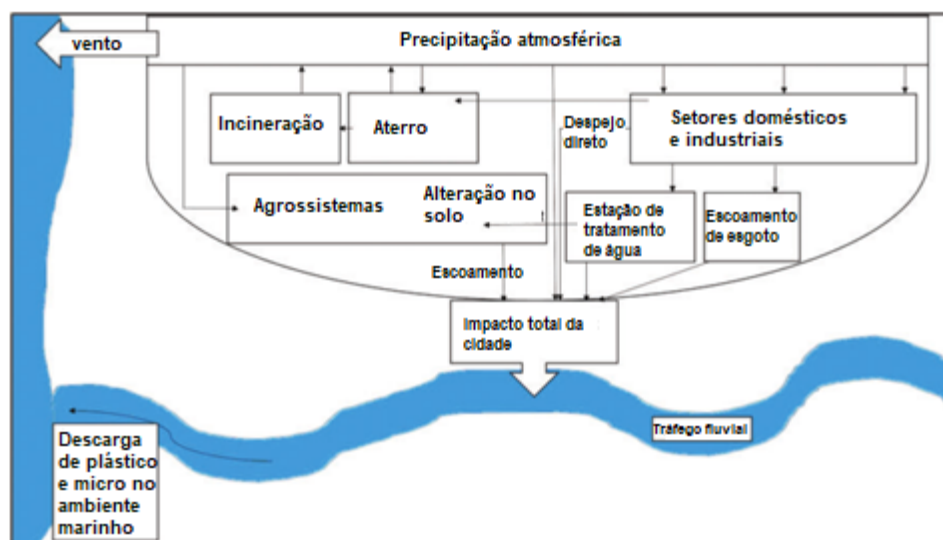 vento
Precipitação atmosférica
Incineração
Aterro
Despejo
direto
Setores domésticos
e industriais
Agrossistemas
Alteração no
solo
Estação de
tratamento
de água
Escoamento
de esgoto
Escoamento
Impacto total da
cidade
Tráfego fluvial
Descarga
de plástico
e micro no
ambiente
marinho